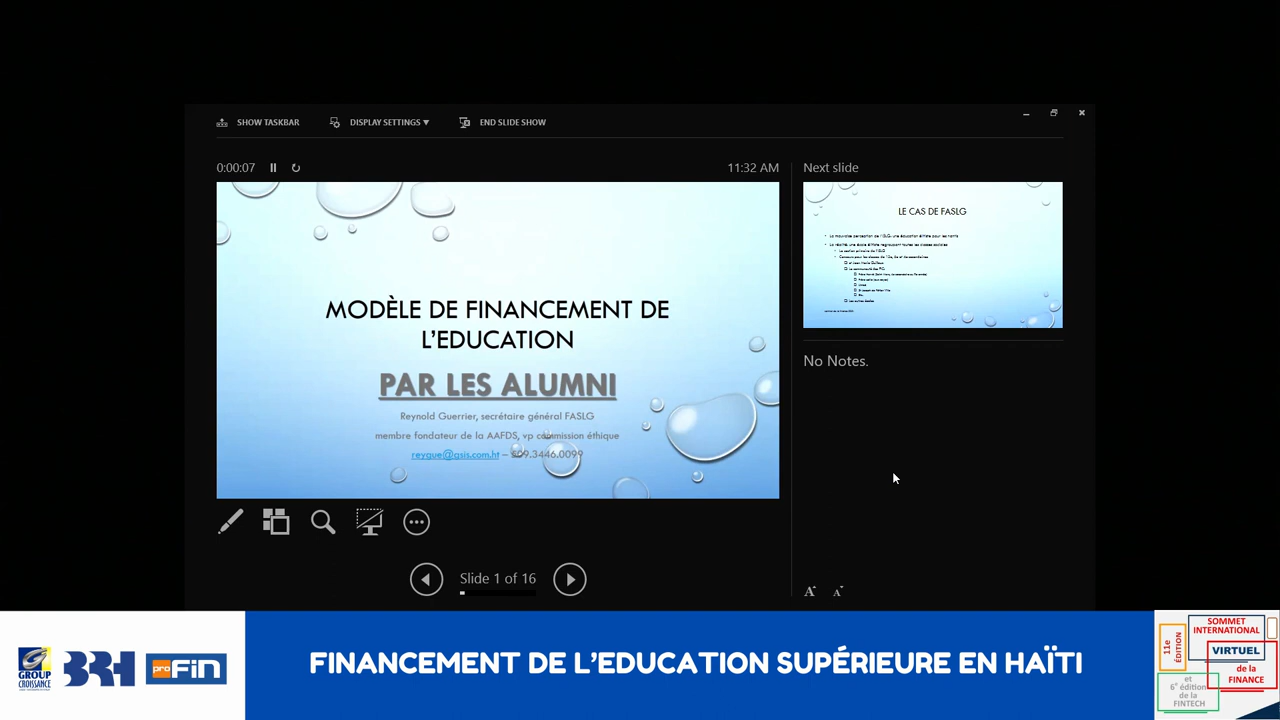 SHOW TASKBAR
DISPLAY SETTINGS ▼
END SLIDE SHOW
0:00:07
11:32 AM
MODÈLE DE FINANCEMENT DE
L’EDUCATION
PAR LES ALUMNI
Reynold Guerrier, secrétaire général FASLG
membre fondateur de la AAFDS, vp commission éthique
reygue@gsis.com.ht – 509.3446.0099
Slide 1 of 16
Next slide
LE CAS DE FASLG
No Notes.
A A
GROUP
CROISSANCE
BRH
pro
Fin
FINANCEMENT DE L’EDUCATION SUPÉRIEURE EN HAÏTI
11e
ÉDITION
SOMMET
INTERNATIONAL
VIRTUEL
de la
FINANCE
et
6e édition
de la
FINTECH